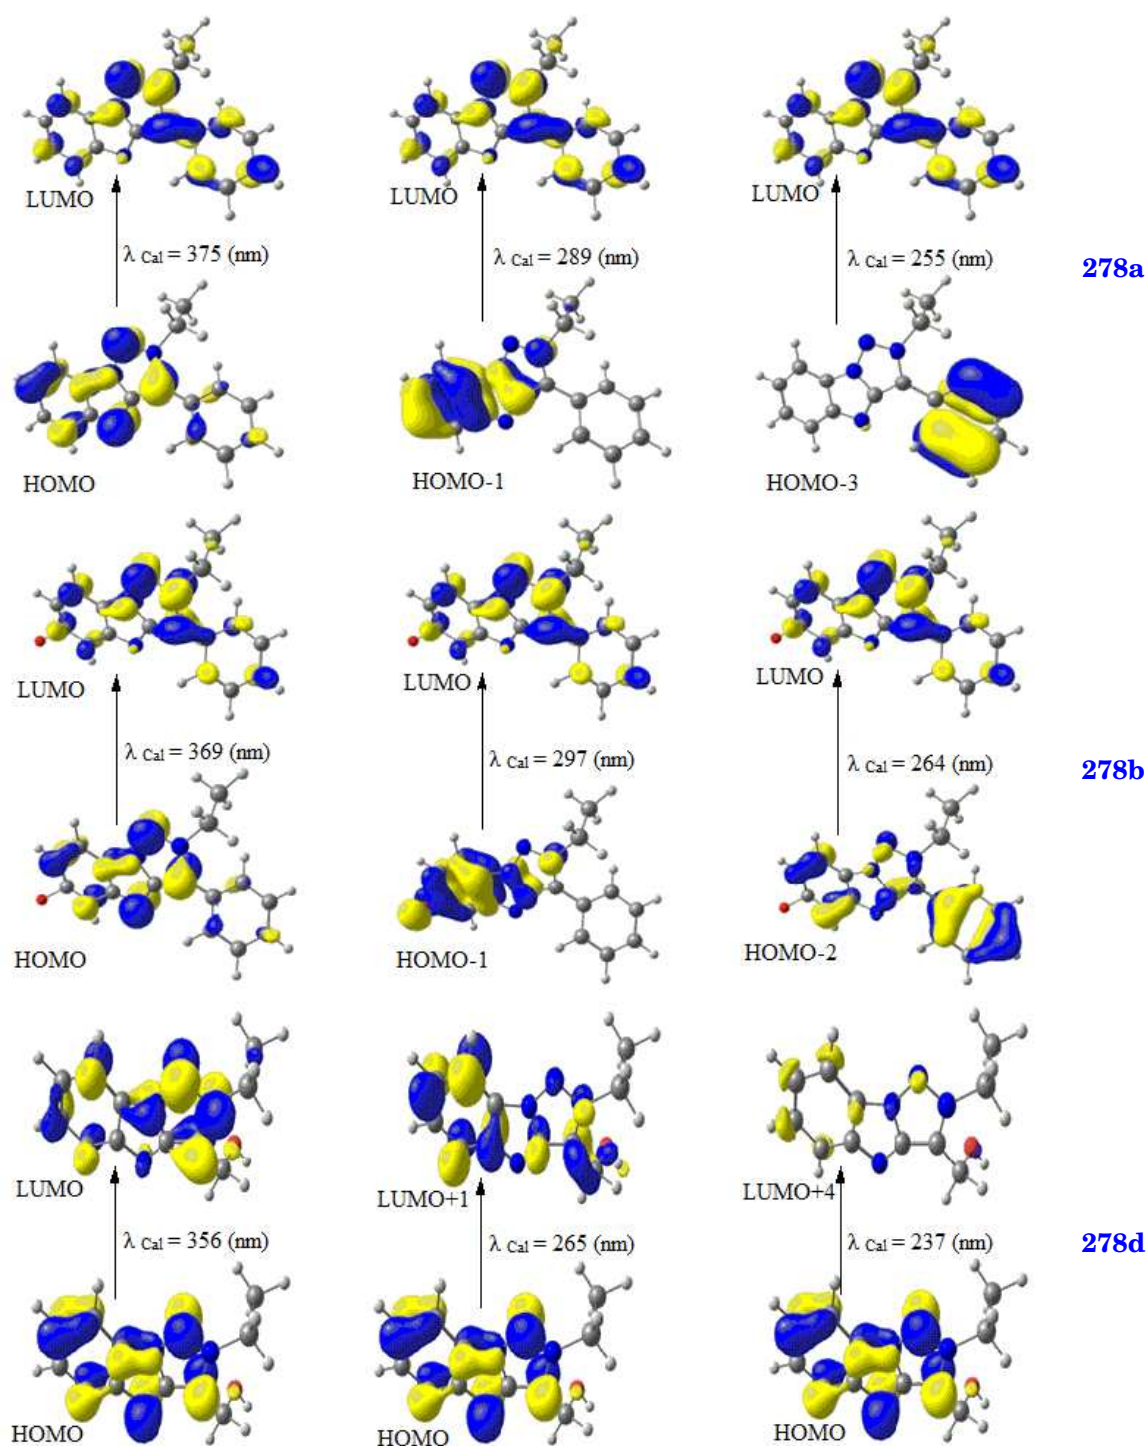 LUMO LUMO LUMO
λ Cal = 375 (nm) λ Cal = 289 (nm) λ Cal = 255 (nm) 278a
HOMO HOMO-1 HOMO-3
LUMO LUMO LUMO
λ Cal = 369 (nm) λ Cal = 297 (nm) λ Cal = 264 (nm) 278b
HOMO HOMO-1 HOMO-2
LUMO LUMO+1 LUMO+4
λ Cal = 356 (nm) λ Cal = 265 (nm) λ Cal = 237 (nm) 278d
HOMO HOMO HOMO